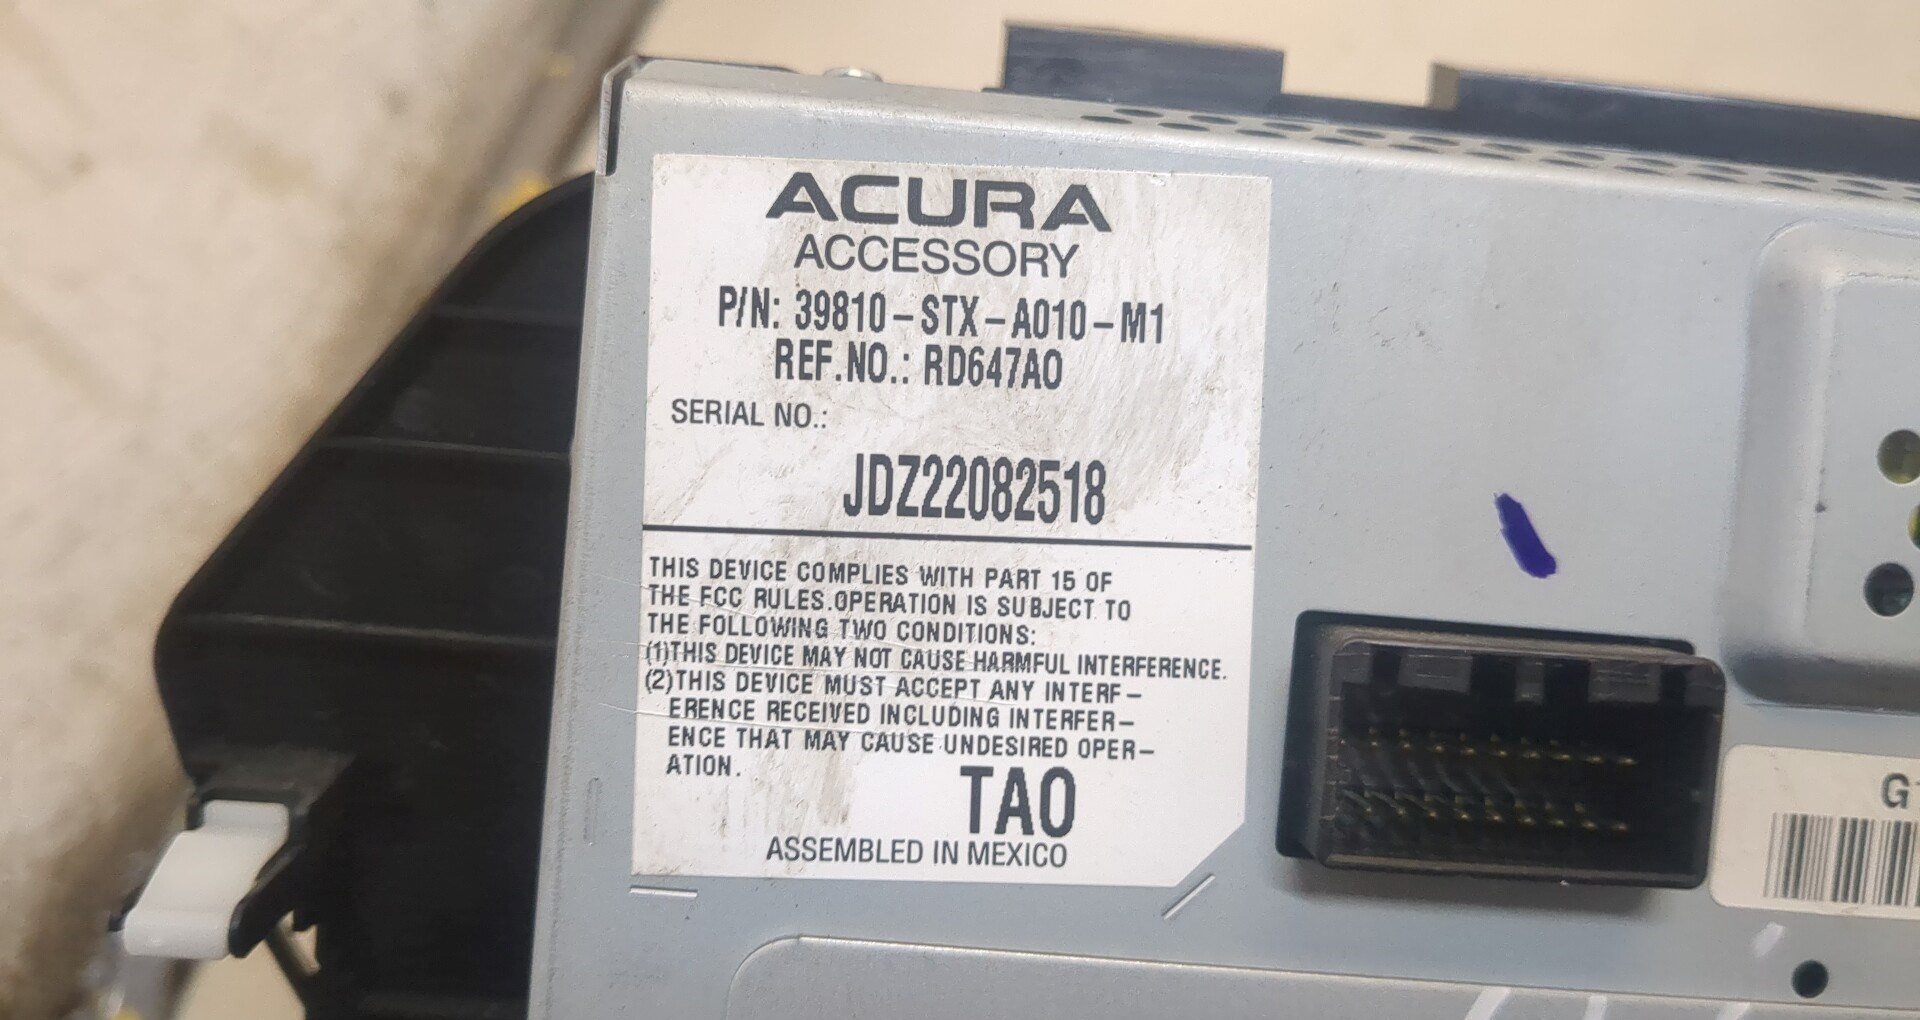 ACURA
ACCESSORY
P/N: 39810-STX-A010-M1
REF.NO.: RD647A0
SERIAL NO.:
JDZ22082518
THIS DEVICE COMPLIES WITH PART 15 OF
THE FCC RULES.OPERATION IS SUBJECT TO
THE FOLLOWING TWO CONDITIONS:
(1)THIS DEVICE MAY NOT CAUSE HARMFUL INTERFERENCE.
(2)THIS DEVICE MUST ACCEPT ANY INTERF-
ERENCE RECEIVED INCLUDING INTERFER-
ENCE THAT MAY CAUSE UNDESIRED OPER-
ATION.
TA0
ASSEMBLED IN MEXICO